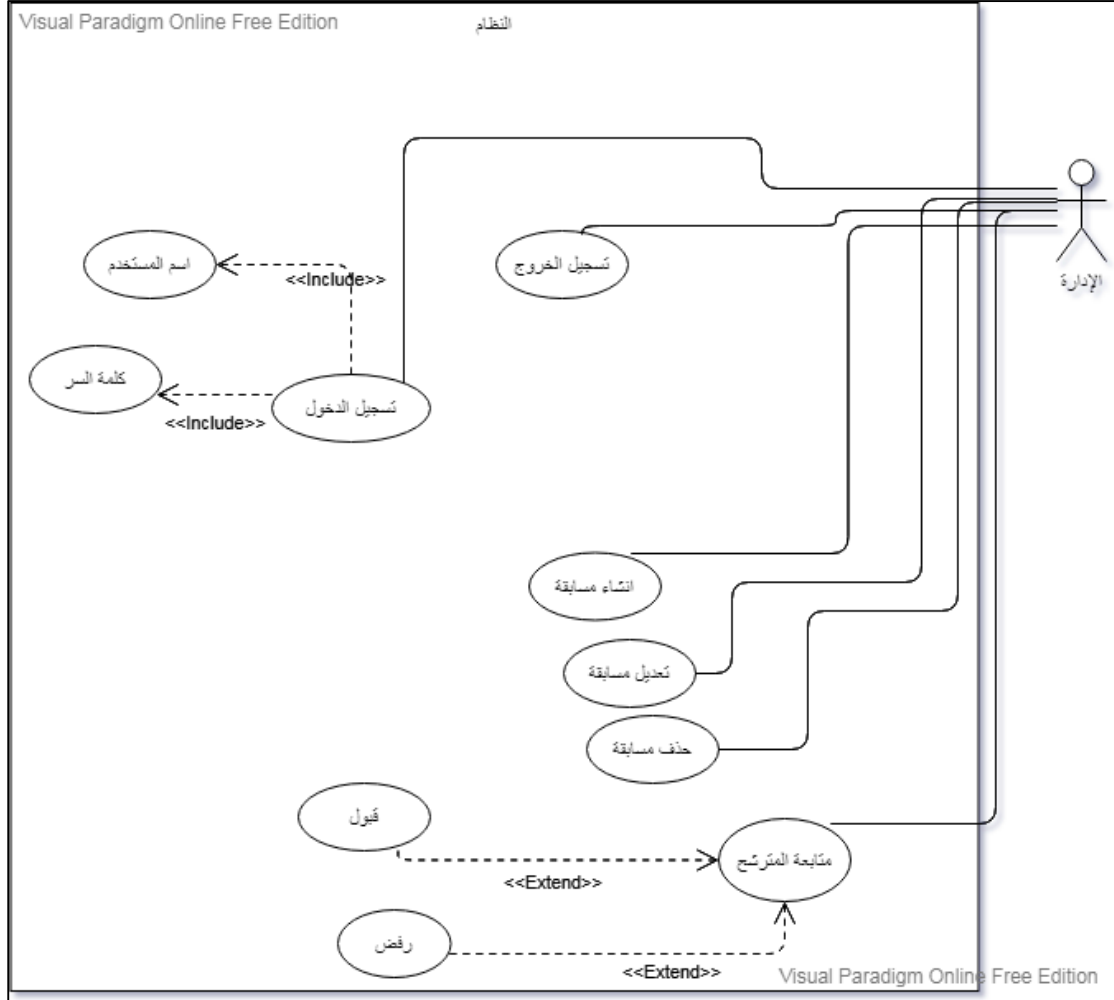 Visual Paradigm Online Free Edition
النظام
الإدارة
تسجيل الخروج
اسم المستخدم
<<Include>>
كلمة السر
<<Include>>
تسجيل الدخول
انشاء مسابقة
تعديل مسابقة
حذف مسابقة
قبول
متابعة المترشح
<<Extend>>
رفض
<<Extend>>
Visual Paradigm Online Free Edition